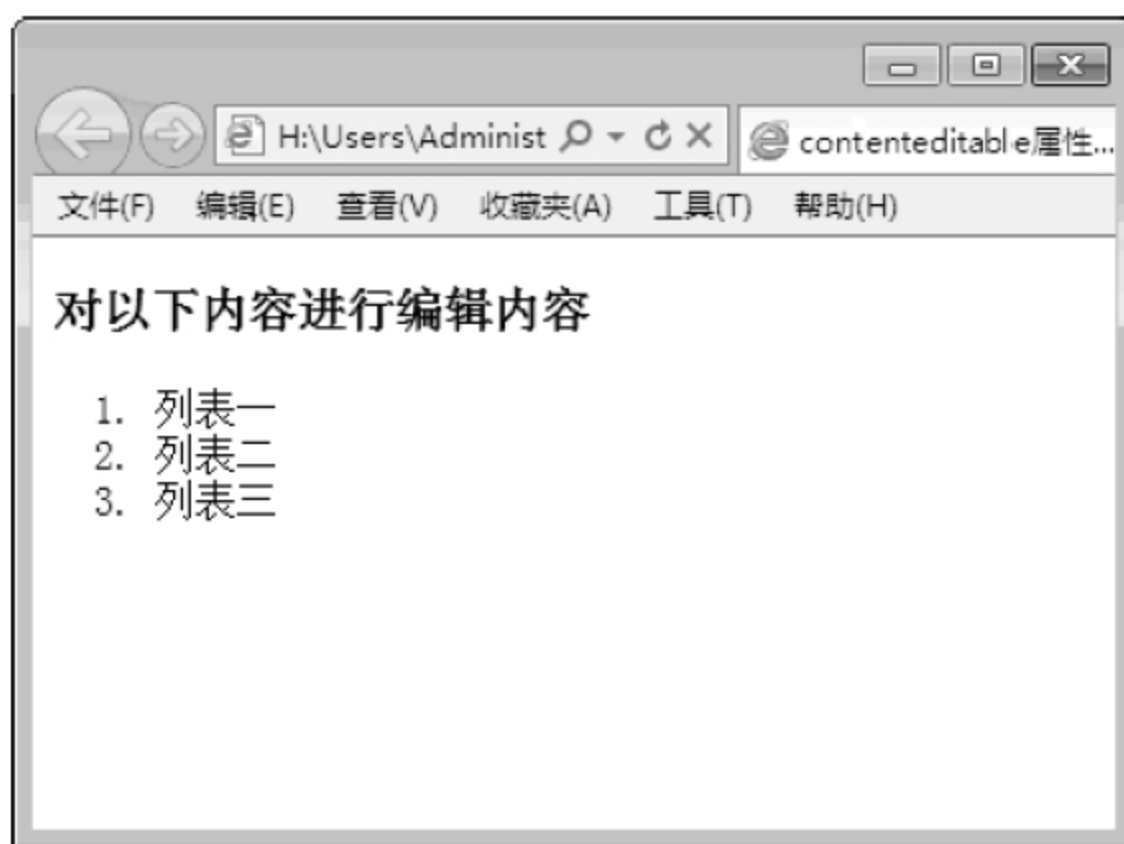 H:\Users\Administ
contenteditable属性...
文件(F) 编辑(E) 查看(V) 收藏夹(A) 工具(T) 帮助(H)
对以下内容进行编辑内容
1. 列表一
2. 列表二
3. 列表三